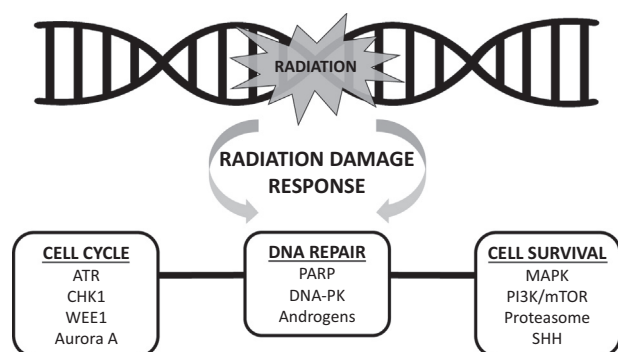 RADIATION
RADIATION DAMAGE
RESPONSE
CELL CYCLE
ATR
CHK1
WEE1
Aurora A
DNA REPAIR
PARP
DNA-PK
Androgens
CELL SURVIVAL
MAPK
PI3K/mTOR
Proteasome
SHH